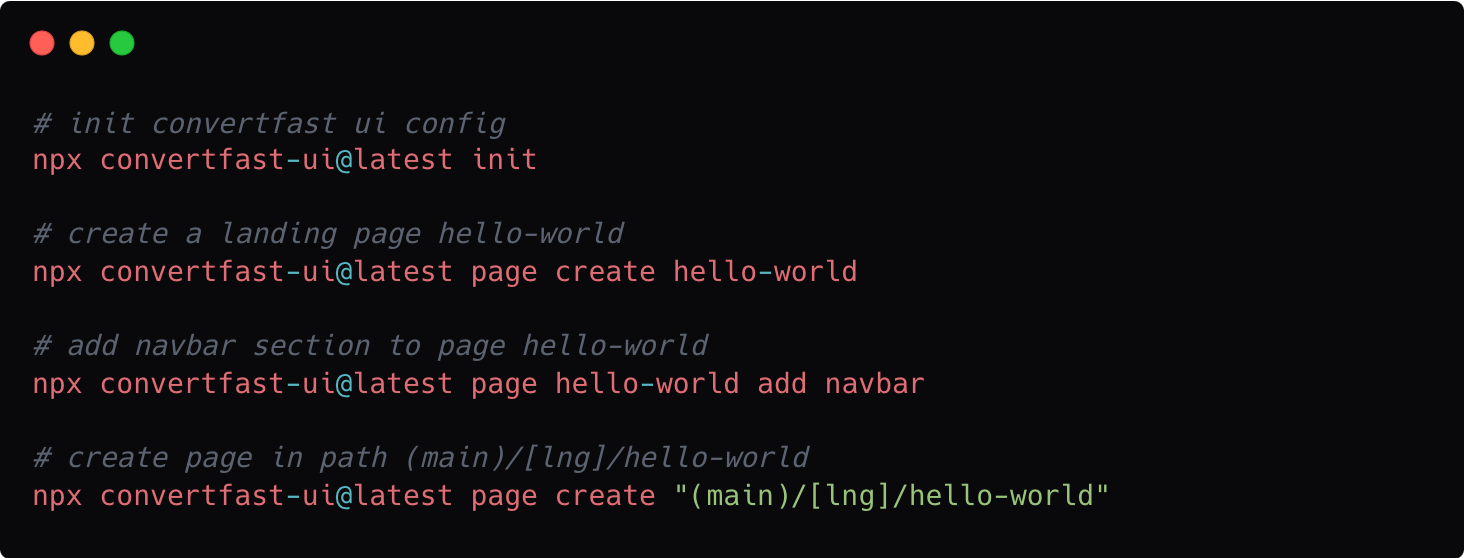 # init convertfast ui config
npx convertfast-ui@latest init
# create a landing page hello-world
npx convertfast-ui@latest page create hello-world
# add navbar section to page hello-world
npx convertfast-ui@latest page hello-world add navbar
# create page in path (main)/[lng]/hello-world
npx convertfast-ui@latest page create "(main)/[lng]/hello-world"